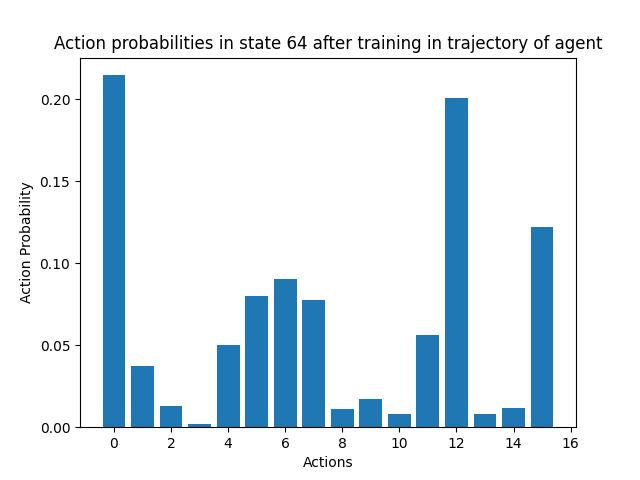 Action probabilities in state 64 after training in trajectory of agent
0.20
0.15
0.10
0.05
0.00
Action Probability
0 2 4 6 8 10 12 14 16
Actions